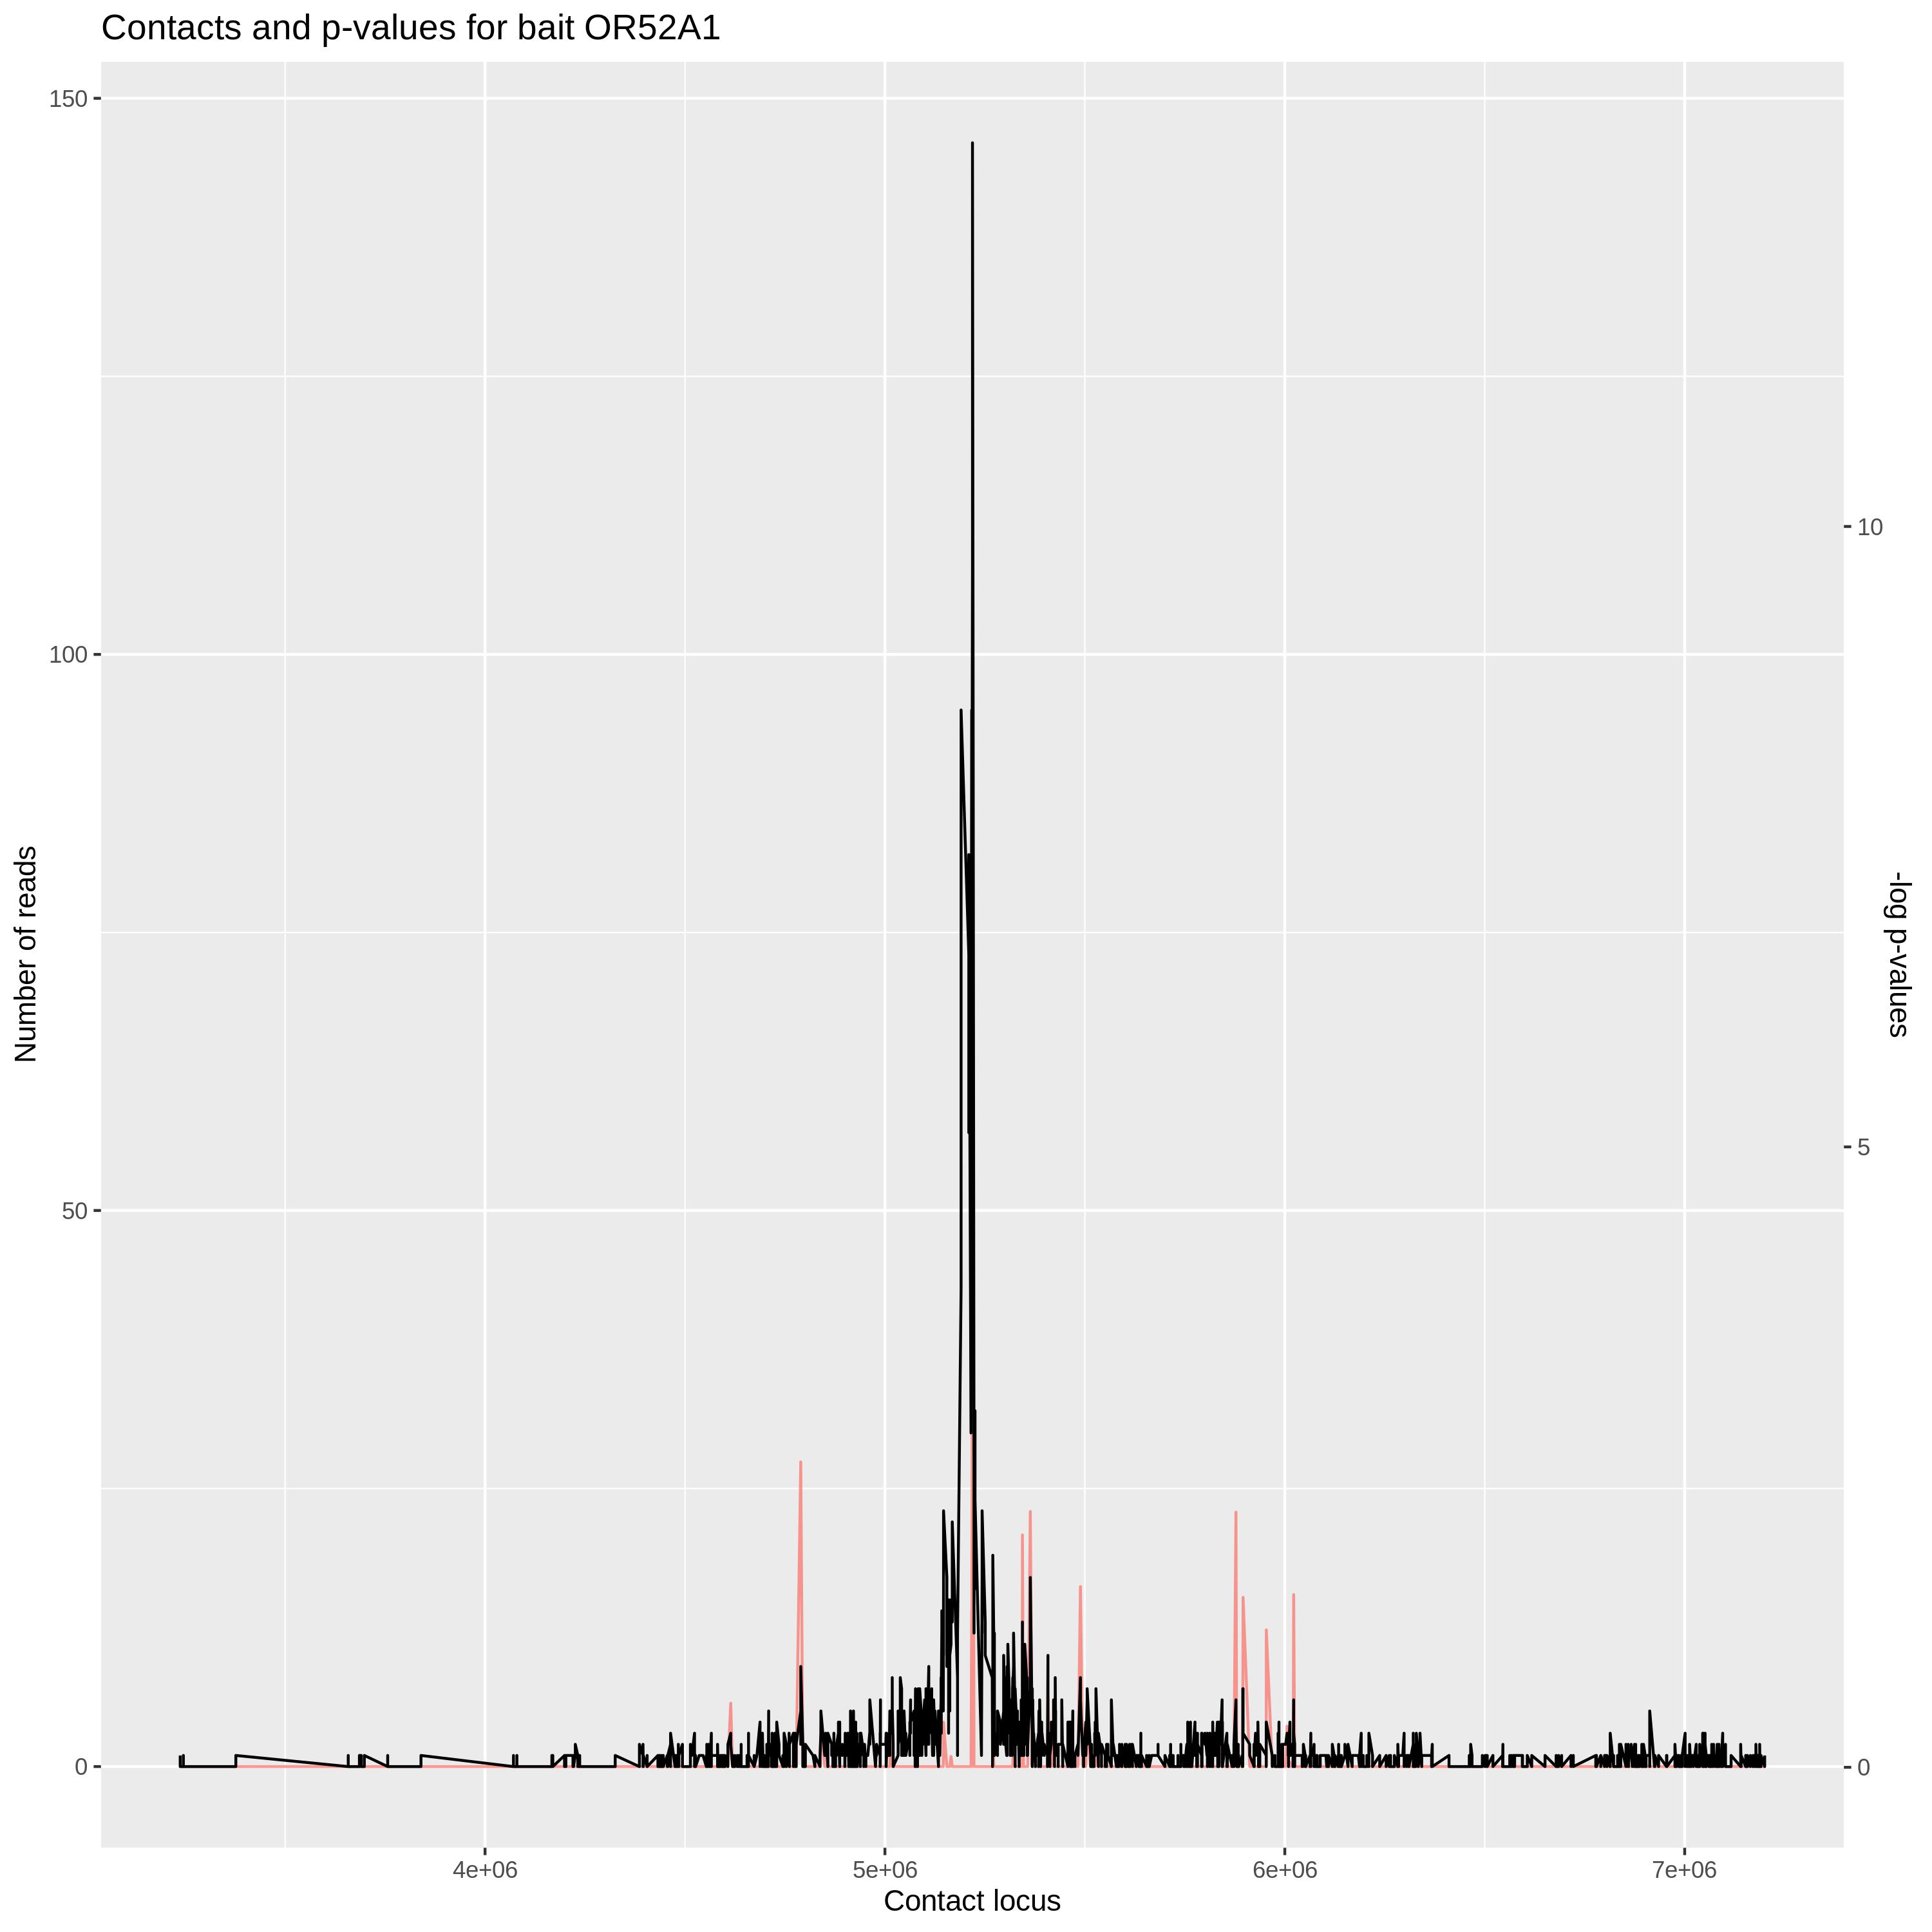 Contacts and p-values for bait OR52A1
150
100
50
0
Number of reads
10
5
0
-log p-values
4e+06
5e+06
6e+06
7e+06
Contact locus